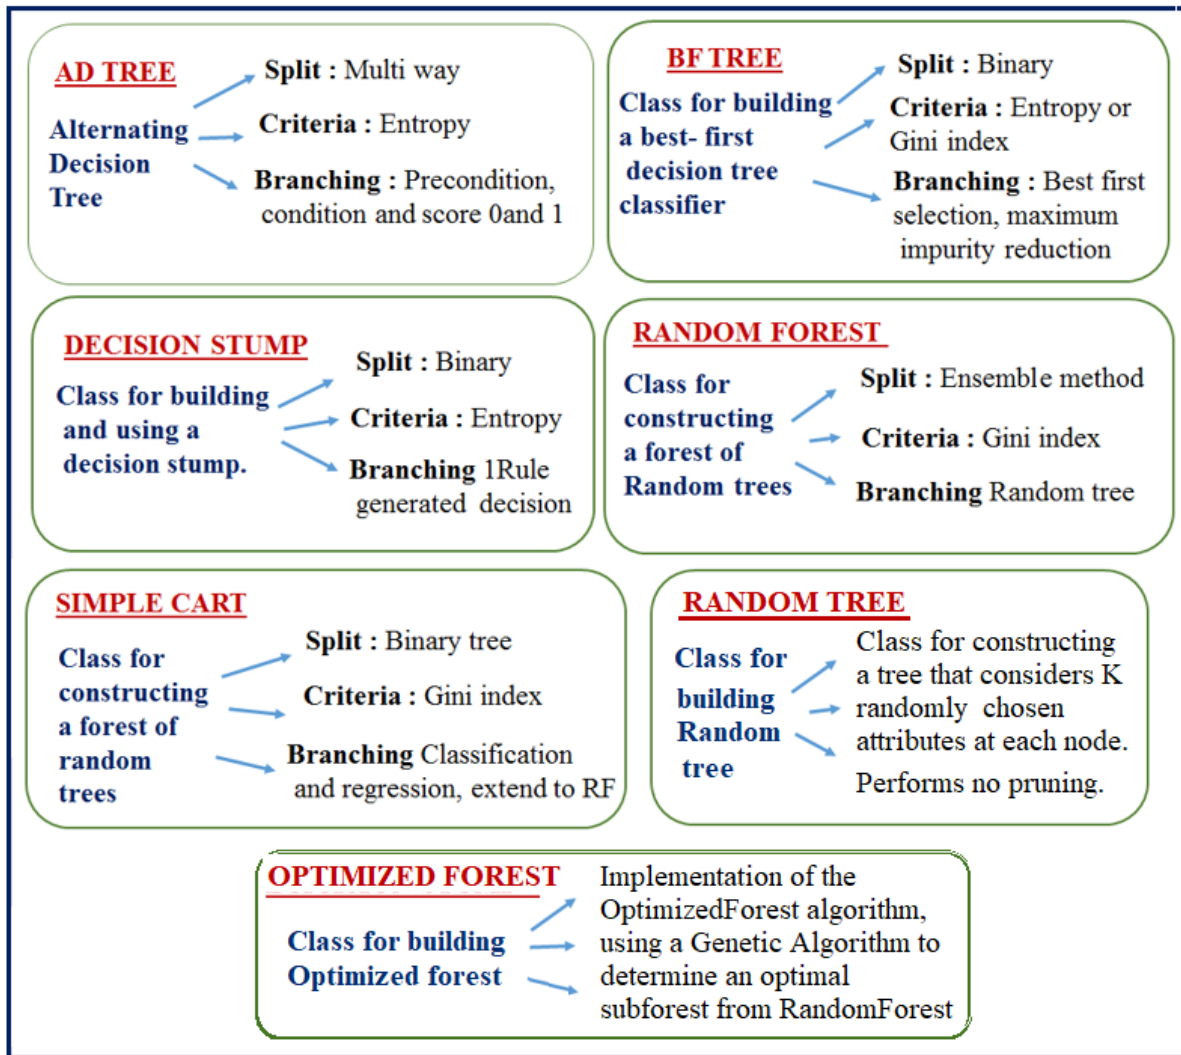 AD TREE
Alternating
Decision
Tree
Split : Multi way
Criteria : Entropy
Branching : Precondition,
condition and score 0and 1
BF TREE
Class for building
a best- first
decision tree
classifier
Split : Binary
Criteria : Entropy or
Gini index
Branching : Best first
selection, maximum
impurity reduction
DECISION STUMP
Class for building
and using a
decision stump.
Split : Binary
Criteria : Entropy
Branching 1Rule
generated decision
RANDOM FOREST
Class for
constructing
a forest of
Random trees
Split : Ensemble method
Criteria : Gini index
Branching Random tree
SIMPLE CART
Class for
constructing
a forest of
random
trees
Split : Binary tree
Criteria : Gini index
Branching Classification
and regression, extend to RF
RANDOM TREE
Class for
building
Random
tree
Class for constructing
a tree that considers K
randomly chosen
attributes at each node.
Performs no pruning.
OPTIMIZED FOREST
Class for building
Optimized forest
Implementation of the
OptimizedForest algorithm,
using a Genetic Algorithm to
determine an optimal
subforest from RandomForest